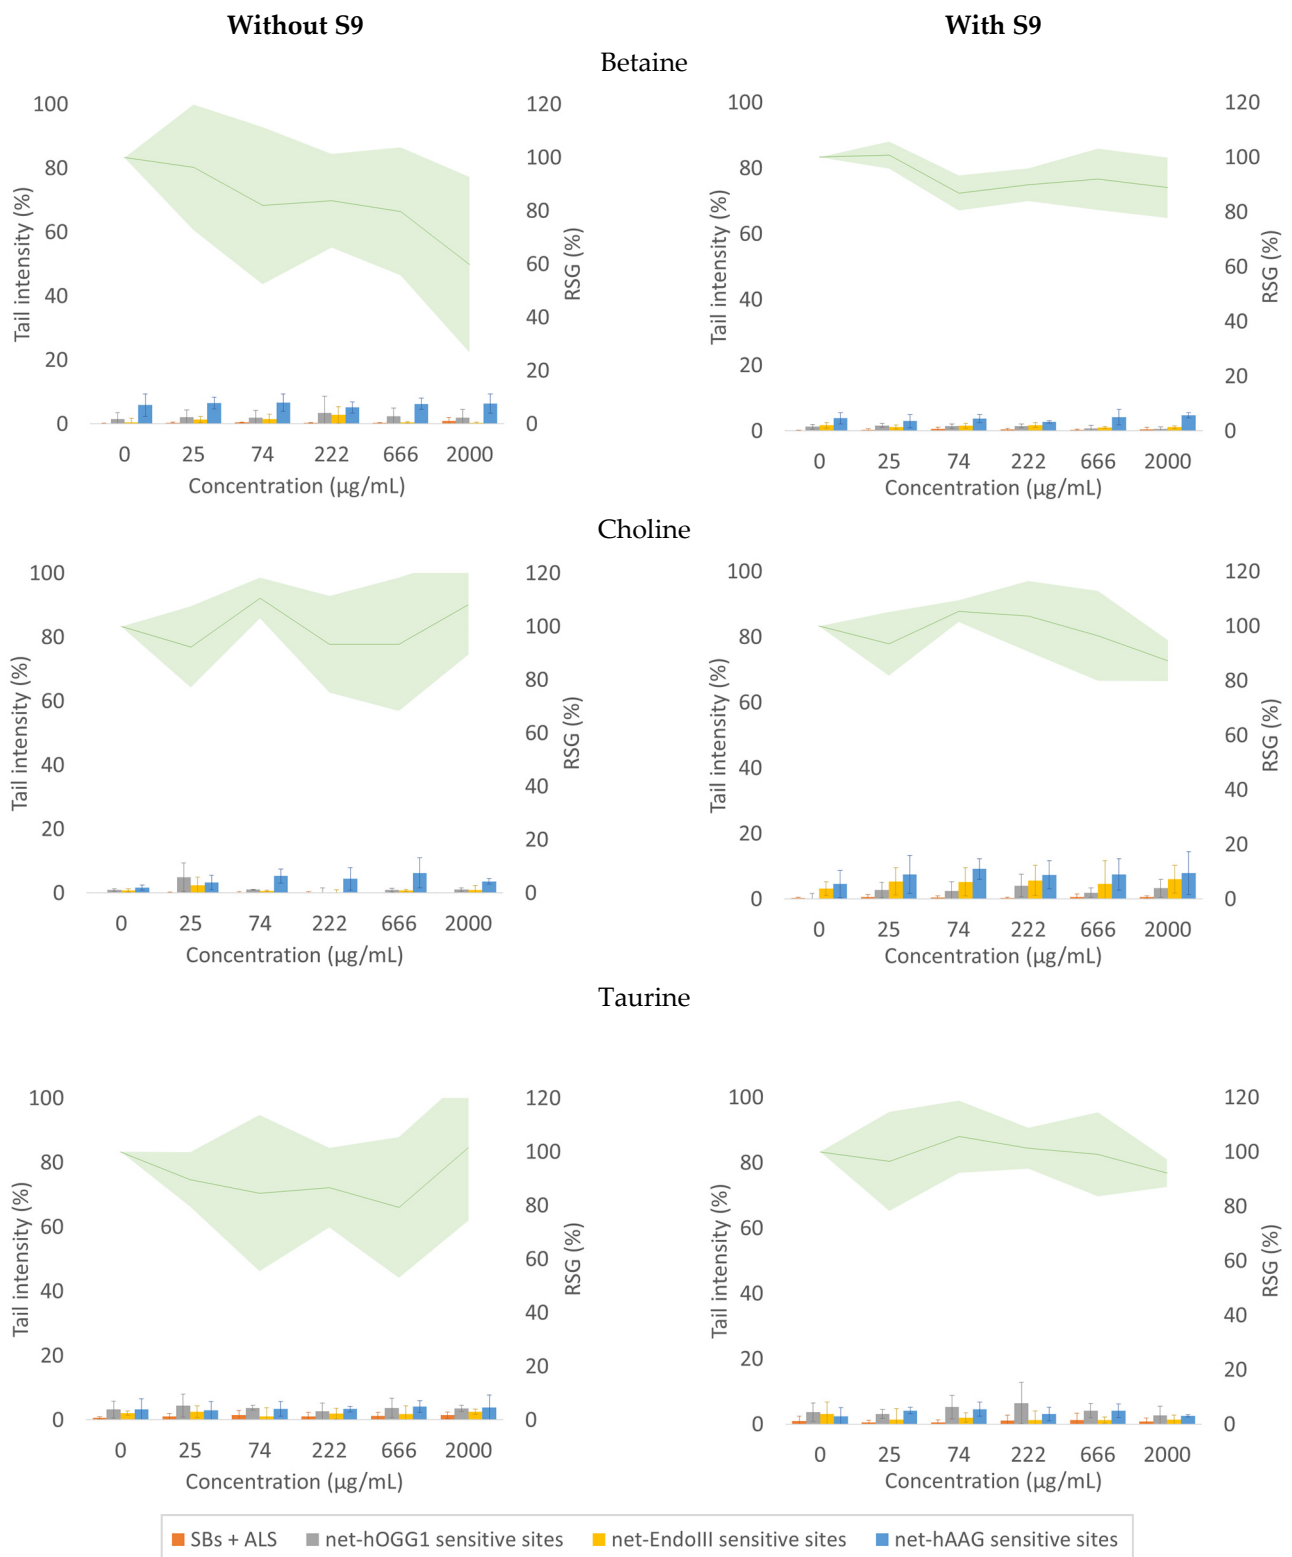 Without S9
With S9
Betaine
100
80
60
40
20
0
Tail intensity (%)
120
100
80
60
40
20
0
RSG (%)
0 25 74 222 666 2000
Concentration (µg/mL)
100
80
60
40
20
0
Tail intensity (%)
120
100
80
60
40
20
0
RSG (%)
0 25 74 222 666 2000
Concentration (µg/mL)
Choline
100
80
60
40
20
0
Tail intensity (%)
120
100
80
60
40
20
0
RSG (%)
0 25 74 222 666 2000
Concentration (µg/mL)
100
80
60
40
20
0
Tail intensity (%)
120
100
80
60
40
20
0
RSG (%)
0 25 74 222 666 2000
Concentration (µg/mL)
Taurine
100
80
60
40
20
0
Tail intensity (%)
120
100
80
60
40
20
0
RSG (%)
0 25 74 222 666 2000
Concentration (µg/mL)
100
80
60
40
20
0
Tail intensity (%)
120
100
80
60
40
20
0
RSG (%)
0 25 74 222 666 2000
Concentration (µg/mL)
SBs + ALS net-hOGG1 sensitive sites net-EndoIII sensitive sites net-hAAG sensitive sites